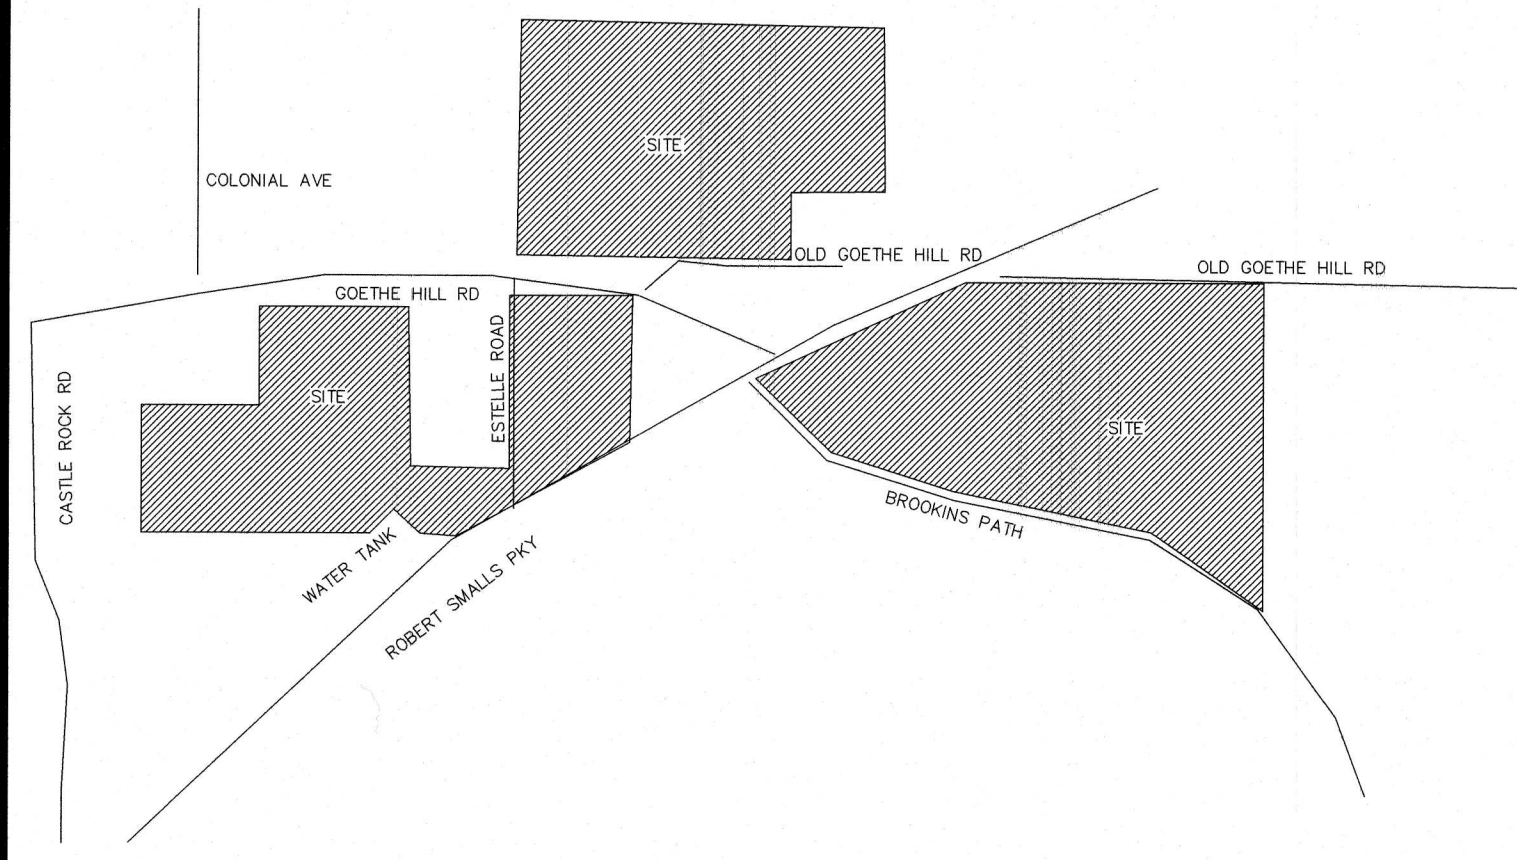 SITE
COLONIAL AVE
OLD GOETHE HILL RD
OLD GOETHE HILL RD
GOETHE HILL RD
ESTELLE ROAD
CASTLE ROCK RD
SITE
SITE
BROOKINS PATH
WATER TANK
ROBERT SMALLS PKY